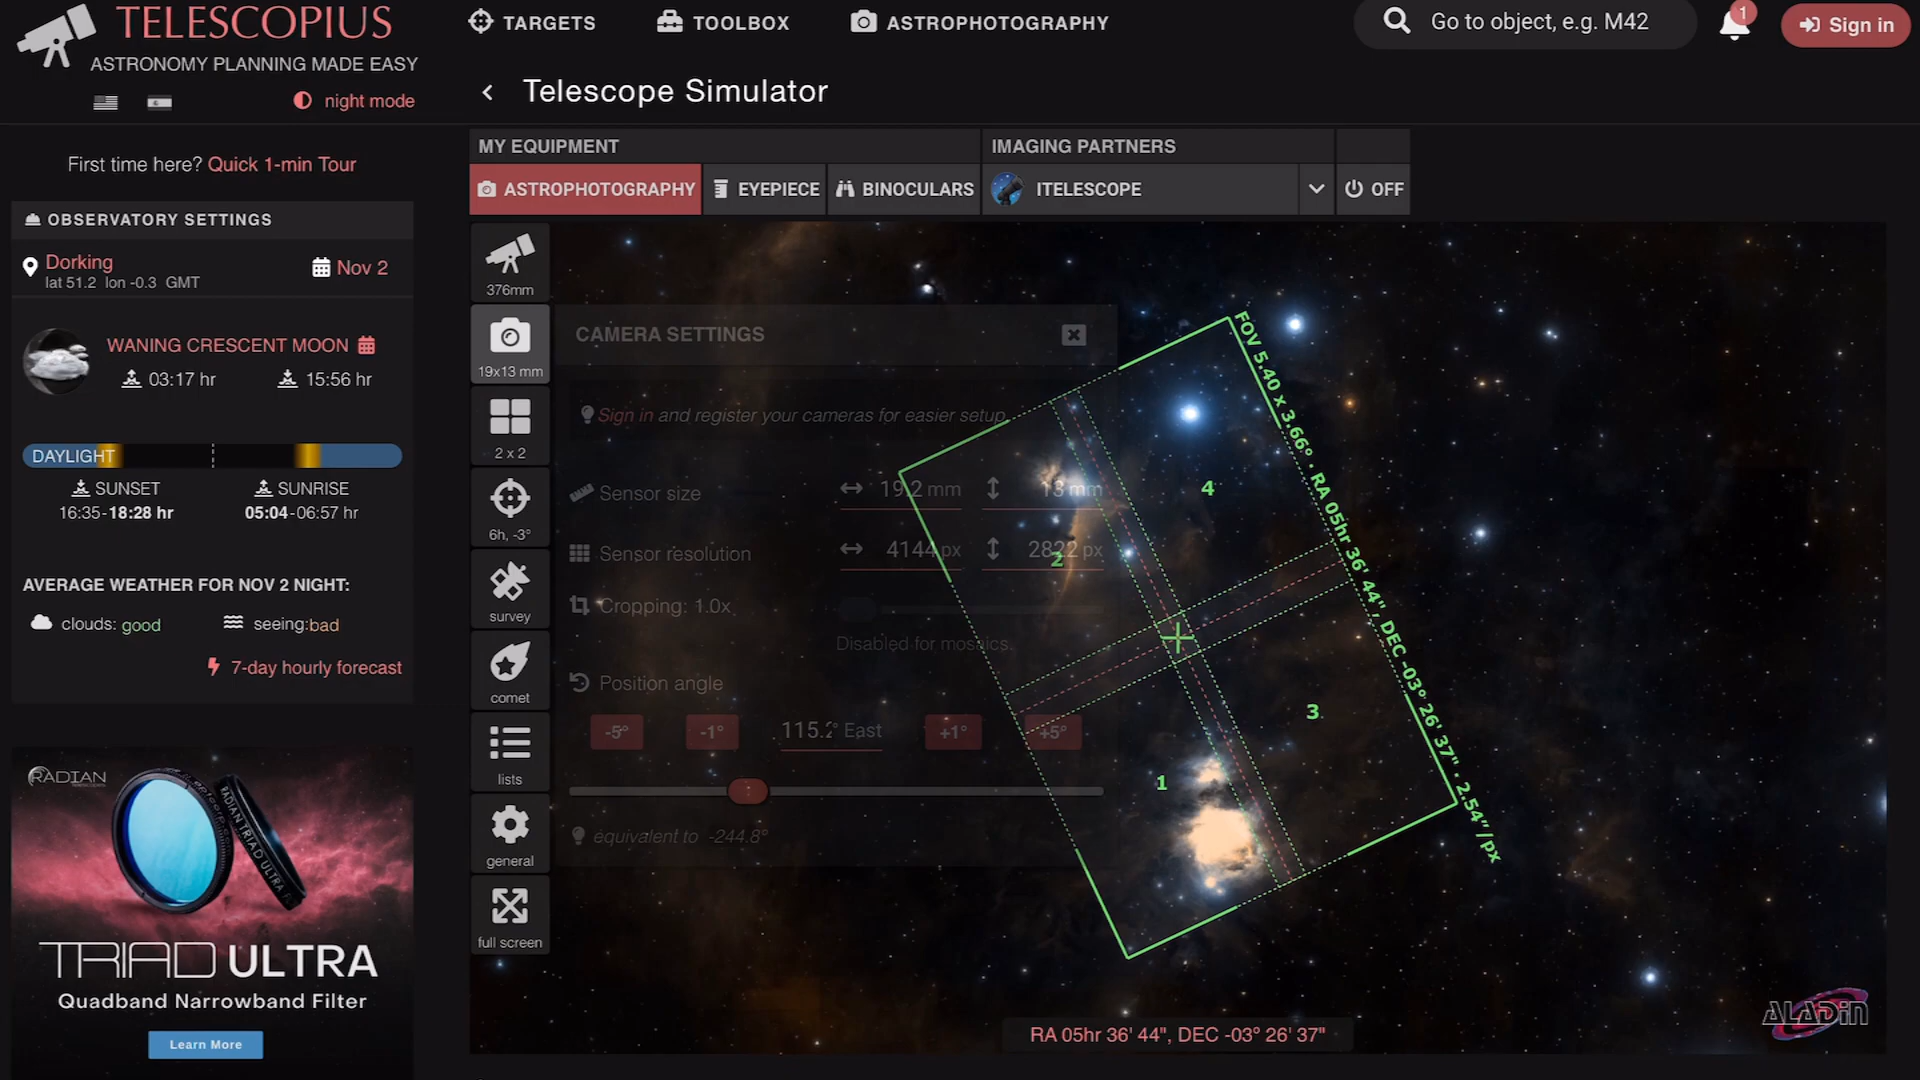 TELESCOPIUS
ASTRONOMY PLANNING MADE EASY
night mode
TARGETS
TOOLBOX
ASTROPHOTOGRAPHY
Go to object, e.g. M42
1
Sign in
Telescope Simulator
First time here? Quick 1-min Tour
OBSERVATORY SETTINGS
Dorking
lat 51.2 lon -0.3 GMT
Nov 2
WANING CRESCENT MOON
03:17 hr
15:56 hr
DAYLIGHT
SUNSET
16:35-18:28 hr
SUNRISE
05:04-06:57 hr
AVERAGE WEATHER FOR NOV 2 NIGHT:
clouds: good
seeing:bad
7-day hourly forecast
RADIAN
RADIAN TRIAD ULTRA
TRIAD ULTRA
Quadband Narrowband Filter
Learn More
MY EQUIPMENT
IMAGING PARTNERS
ASTROPHOTOGRAPHY
EYEPIECE
BINOCULARS
ITELESCOPE
OFF
376mm
19x13 mm
2 x 2
6h, -3°
survey
comet
lists
general
full screen
CAMERA SETTINGS
Sign in and register your cameras for easier setup.
Sensor size
19.2 mm
13 mm
Sensor resolution
4144 px
2822 px
Cropping: 1.0x
Disabled for mosaics.
Position angle
-5°
-1°
115.2° East
+1°
+5°
equivalent to -244.8°
FOV 5.40 x 3.66° · RA 05hr 36' 44", DEC -03° 26' 37" · 2.54"/px
4
2
3
1
RA 05hr 36' 44", DEC -03° 26' 37"
ALADIN